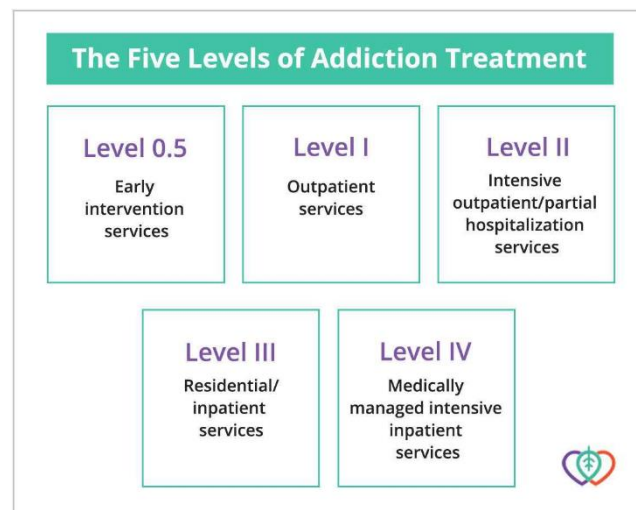 The Five Levels of Addiction Treatment
Level 0.5
Early
intervention
services
Level I
Outpatient
services
Level II
Intensive
outpatient/partial
hospitalization
services
Level III
Residential/
inpatient
services
Level IV
Medically
managed intensive
inpatient
services